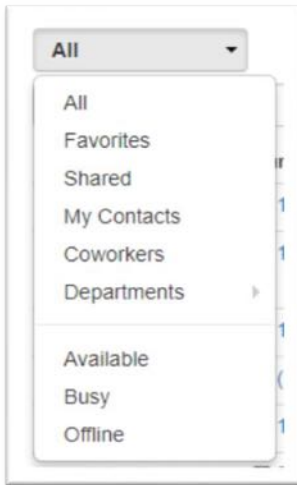 All
All
Favorites
Shared
My Contacts
Coworkers
Departments
Available
Busy
Offline